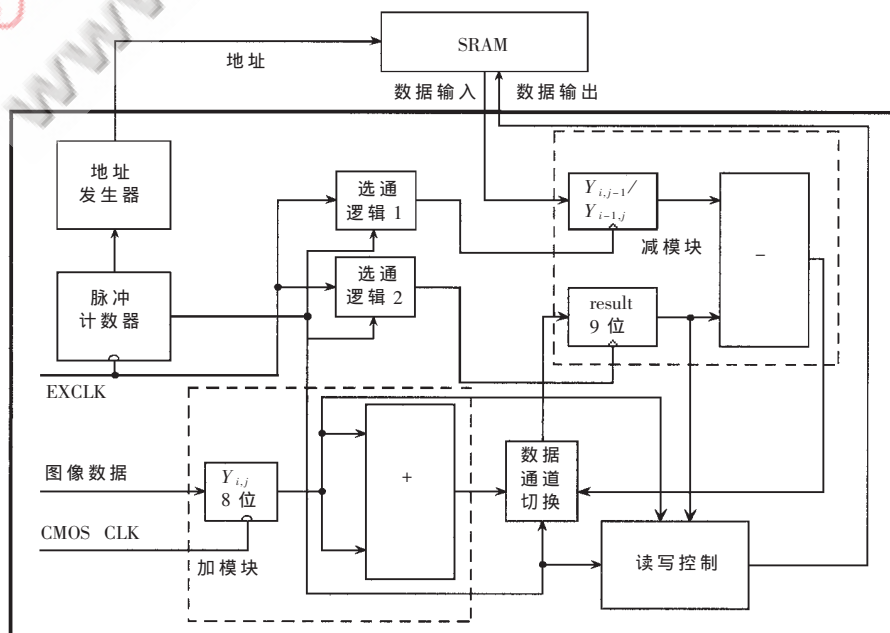 WWW
SRAM
地址
数据输入
数据输出
地址
发生器
选通
逻辑 1
Y i,j-1/
Y i-1,j
减模块
-
选通
逻辑 2
脉冲
计数器
result
9 位
EXCLK
图像数据
Y i,j
8 位
+
数据
通道
切换
CMOS CLK
加模块
读写控制